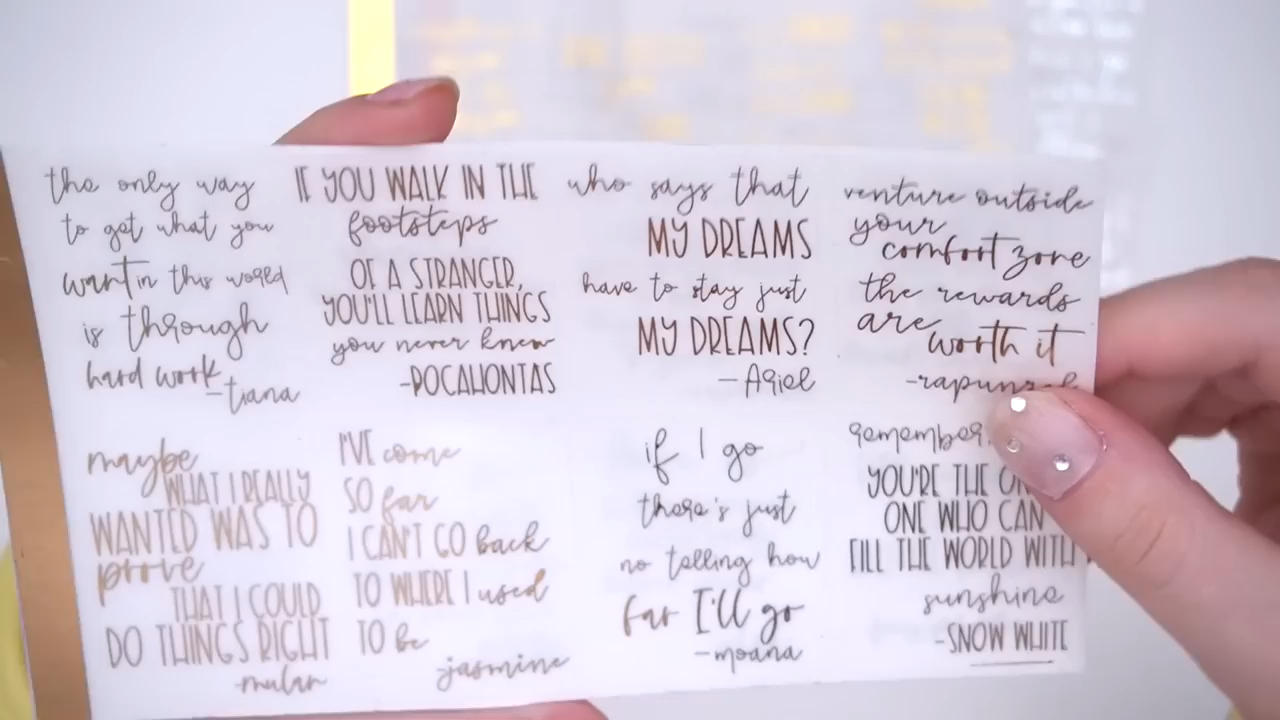 the only way
to get what you
want in this world
is through
hard work
-tiana
IF YOU WALK IN THE
footsteps
OF A STRANGER,
YOU'LL LEARN THINGS
you never knew
-POCAHONTAS
who says that
MY DREAMS
have to stay just
MY DREAMS?
-Ariel
venture outside
your
comfort zone
the rewards
are
worth it
maybe
WHAT I REALLY
WANTED WAS TO
prove
THAT I COULD
DO THINGS RIGHT
-mulan
I'VE come
SO far
I CAN'T GO back
TO WHERE I used
TO be
-jasmine
if I go
there's just
no telling how
far I'll go
-moana
remember,
YOU'RE THE
ONE WHO CAN
FILL THE WORLD WITH
sunshine
-SNOW WHITE